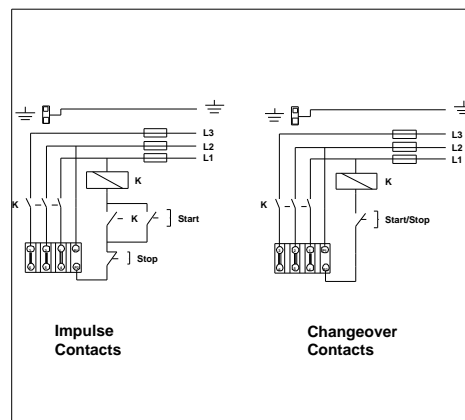 L3
L2
L1
K
K
K
Start
Stop
Impulse
Contacts
L3
L2
L1
K
K
Start/Stop
Changeover
Contacts